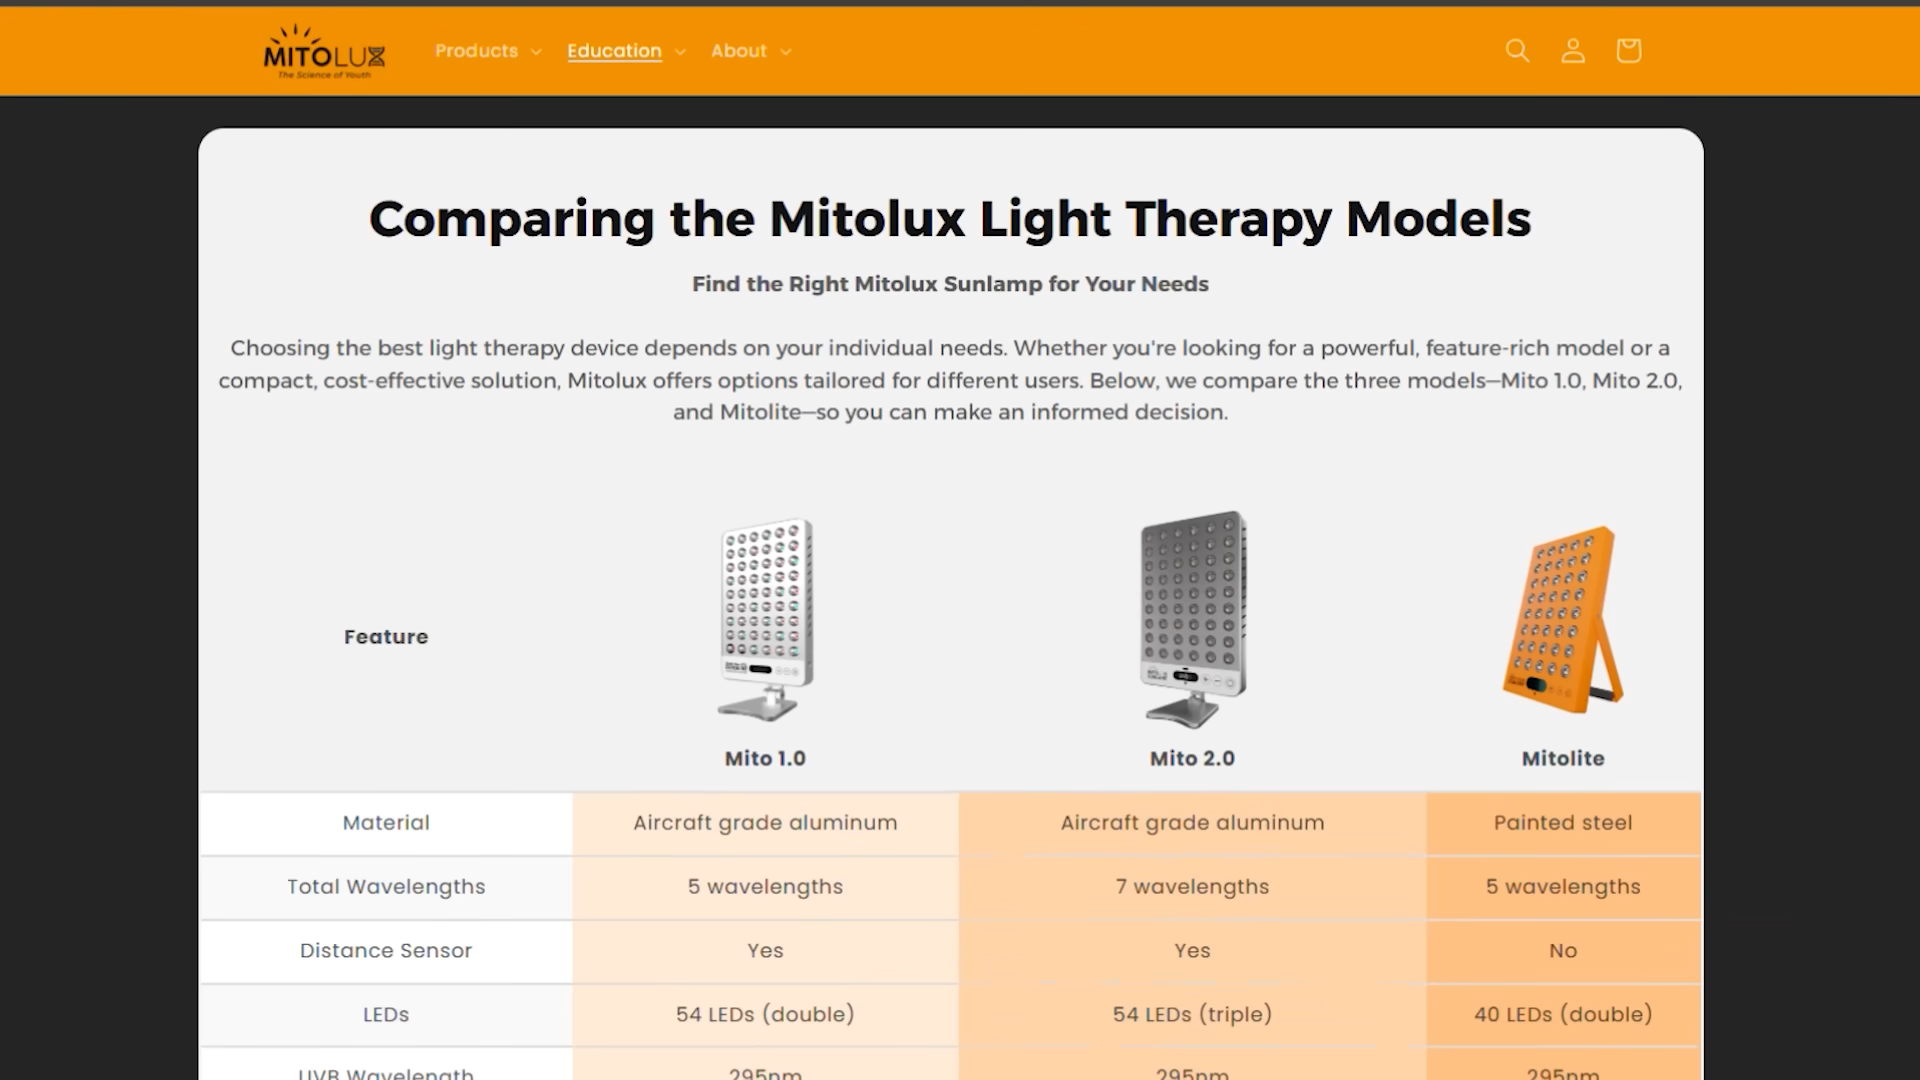 MITOLUX
The Science of Youth
Products
Education
About
Comparing the Mitolux Light Therapy Models
Find the Right Mitolux Sunlamp for Your Needs
Choosing the best light therapy device depends on your individual needs. Whether you're looking for a powerful, feature-rich model or a
compact, cost-effective solution, Mitolux offers options tailored for different users. Below, we compare the three models—Mito 1.0, Mito 2.0,
and Mitolite—so you can make an informed decision.
Feature
Mito 1.0
Mito 2.0
Mitolite
Material
Aircraft grade aluminum
Aircraft grade aluminum
Painted steel
Total Wavelengths
5 wavelengths
7 wavelengths
5 wavelengths
Distance Sensor
Yes
Yes
No
LEDs
54 LEDs (double)
54 LEDs (triple)
40 LEDs (double)
UVB Wavelength
295nm
295nm
295nm